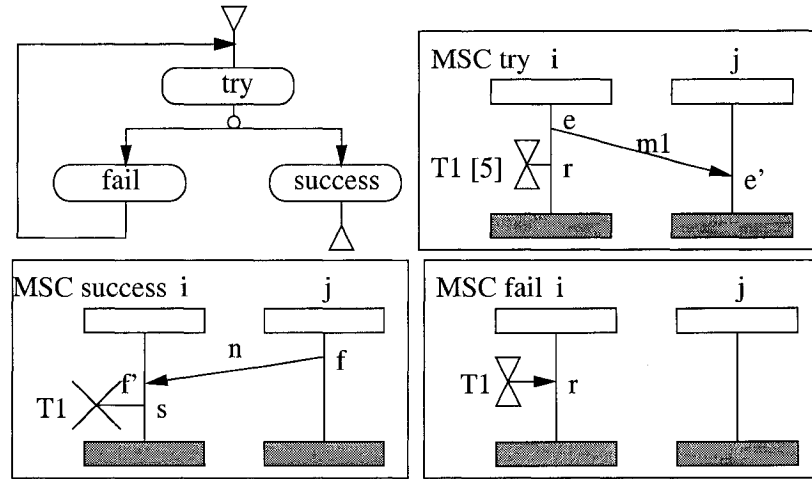 try
fail
success
MSC try i j
e
m1
T1 [5]
r
e'
MSC success i j
n
f
f'
T1
s
MSC fail i j
T1
r